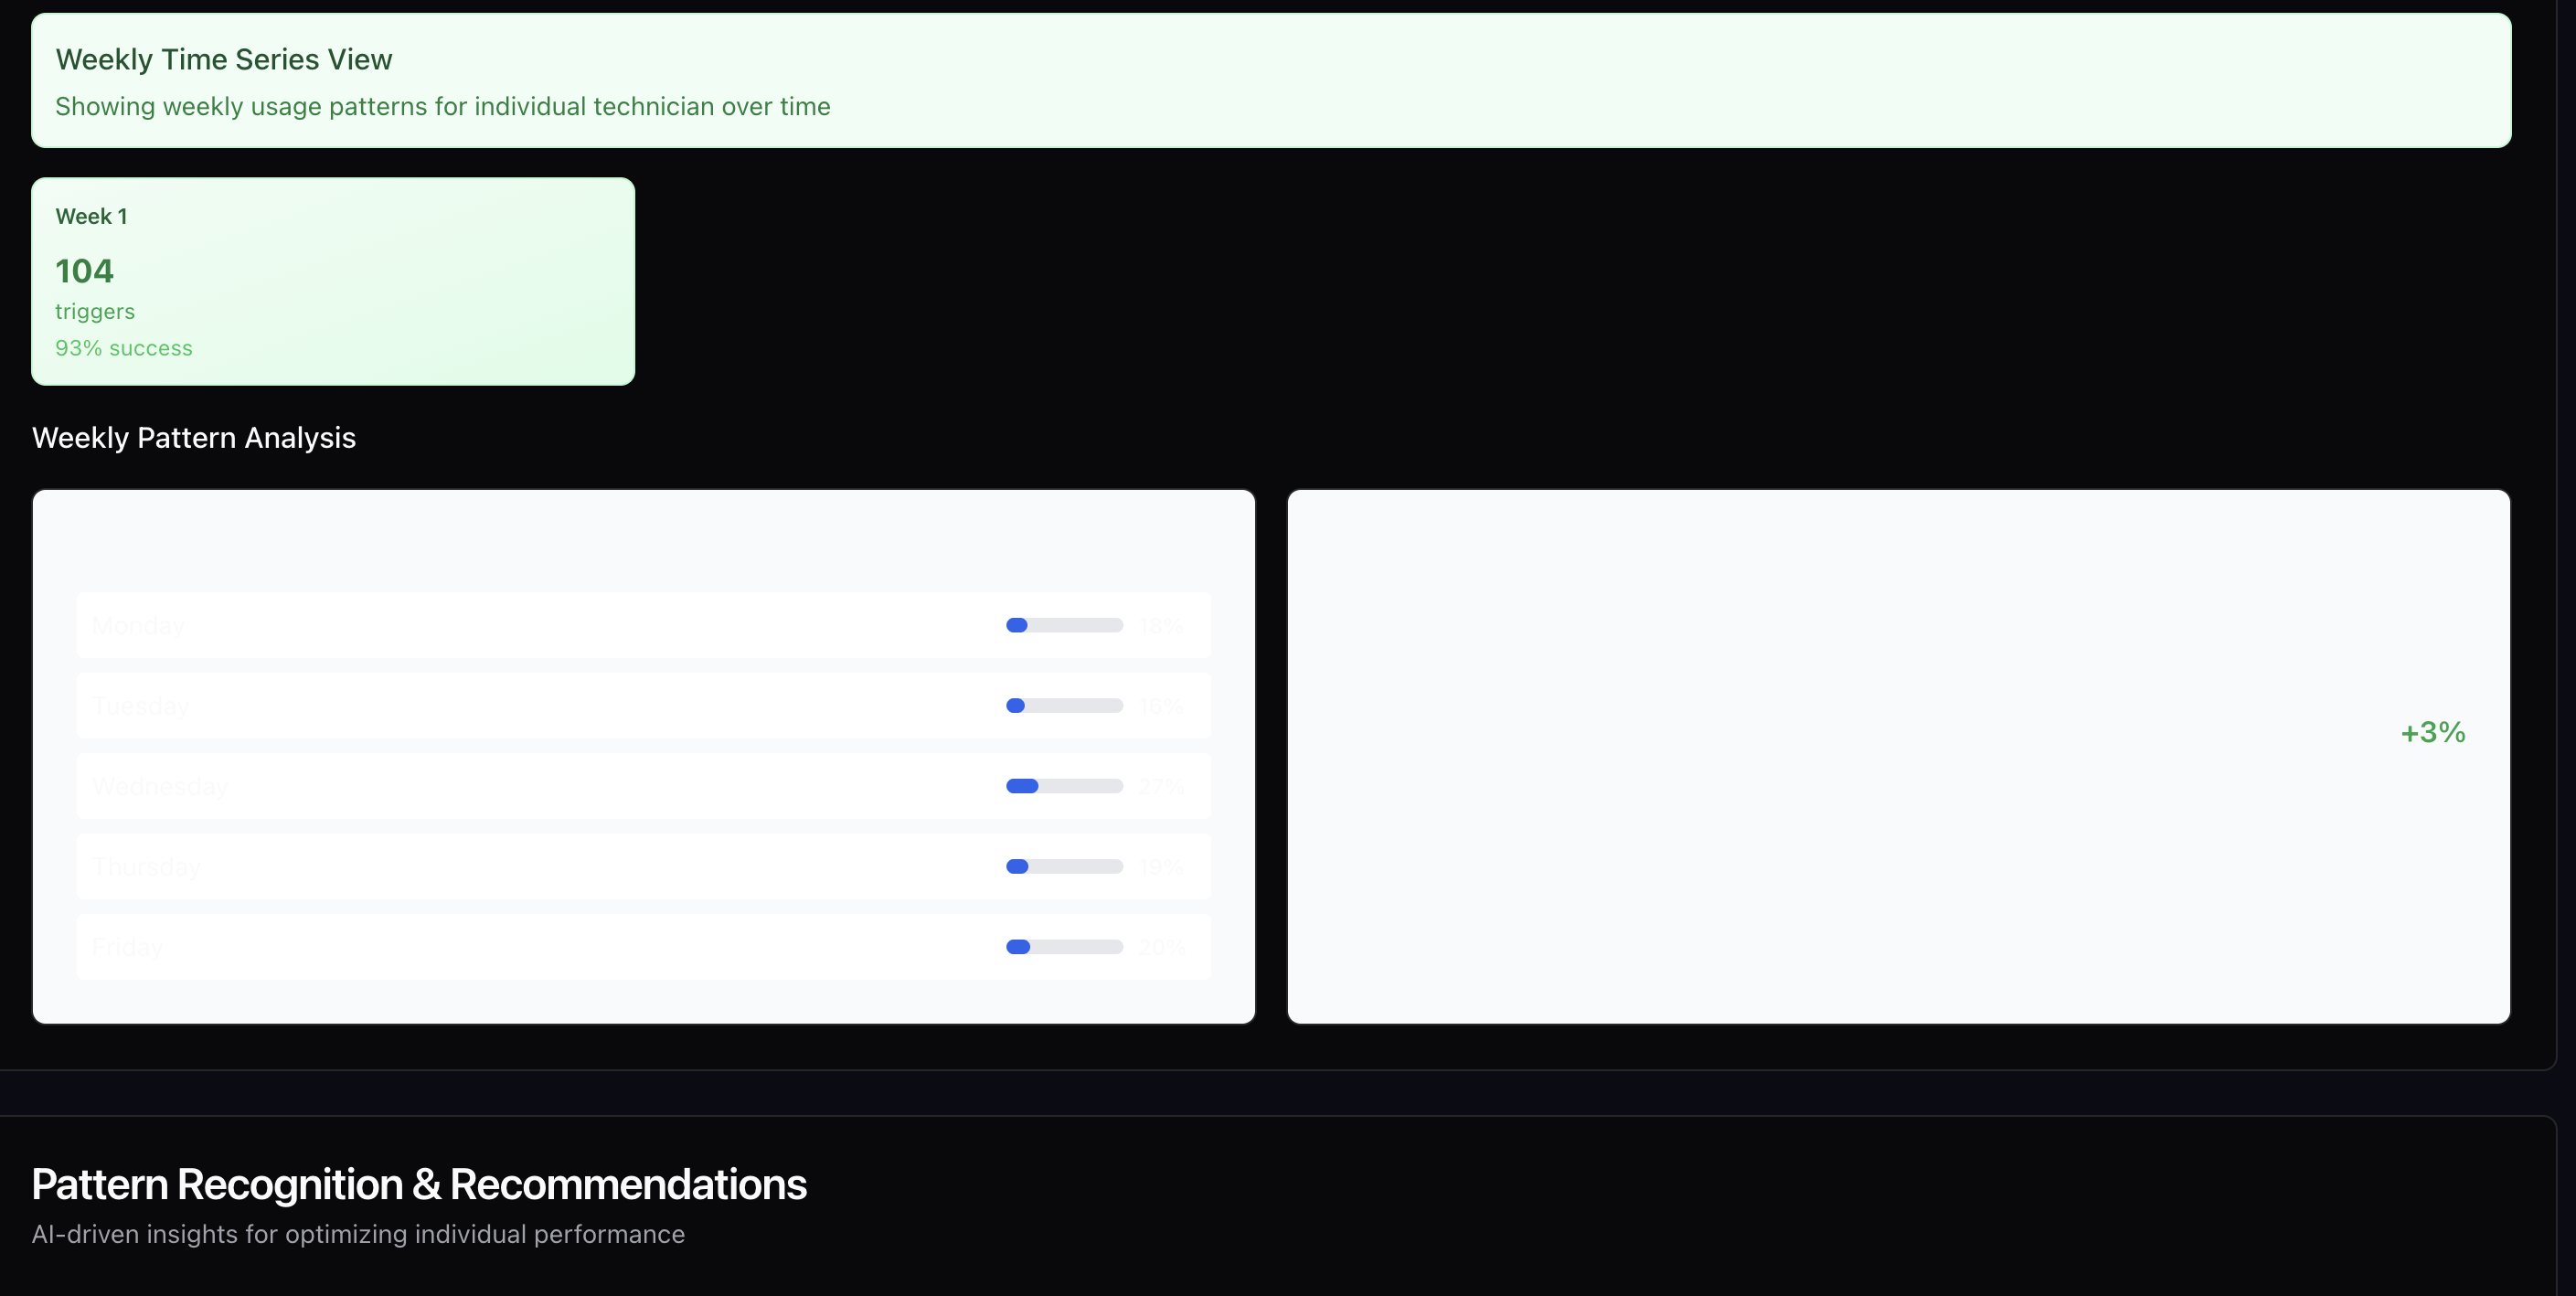 Weekly Time Series View
Showing weekly usage patterns for individual technician over time
Week 1
104
triggers
93% success
Weekly Pattern Analysis
Monday 18%
Tuesday 16%
Wednesday 27%
Thursday 19%
Friday 20%
+3%
Pattern Recognition & Recommendations
AI-driven insights for optimizing individual performance